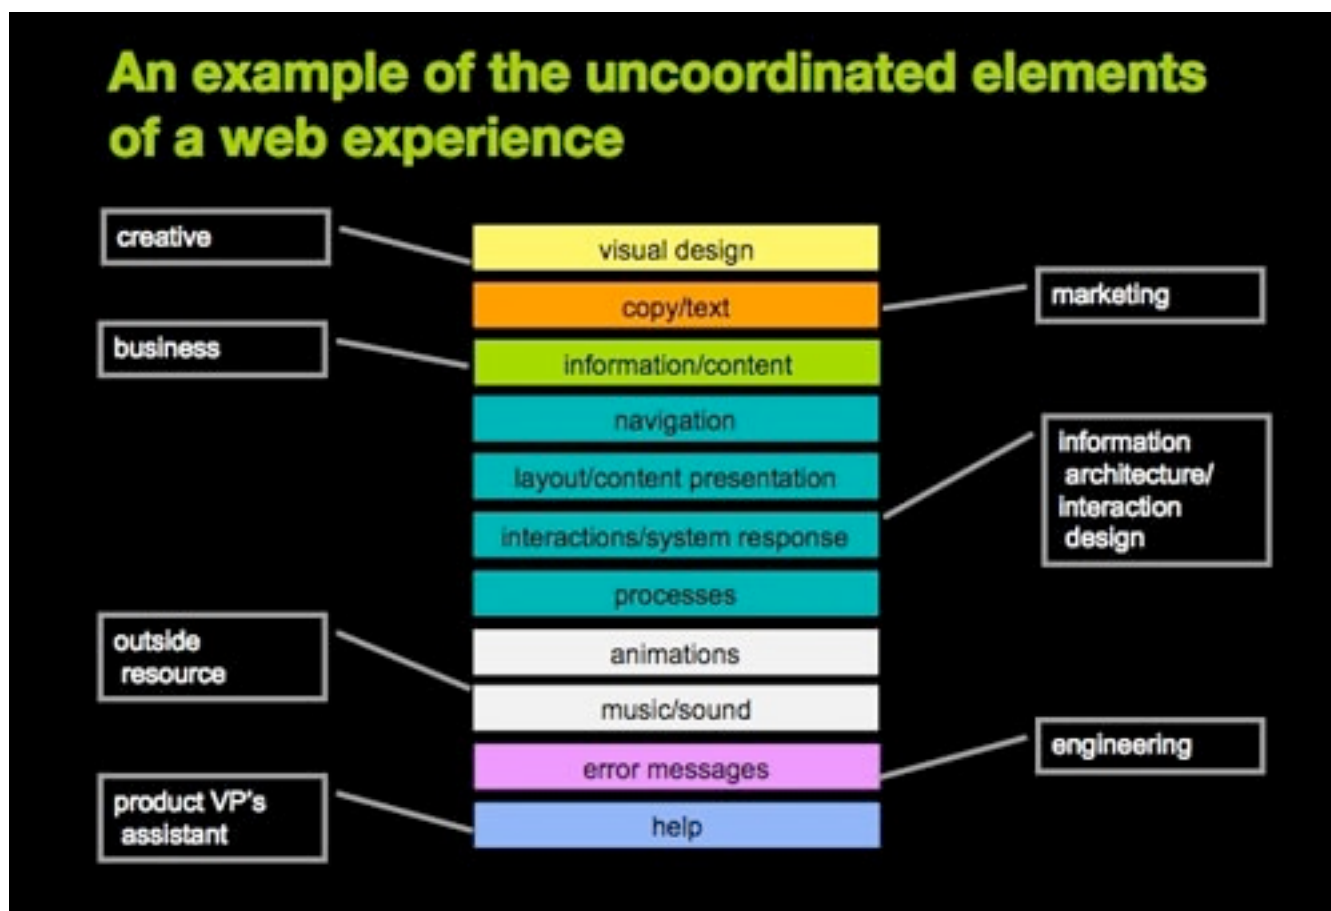 An example of the uncoordinated elements
of a web experience
creative
visual design
copy/text
marketing
business
information/content
navigation
layout/content presentation
interactions/system response
information
architecture/
interaction
design
processes
outside
resource
animations
music/sound
error messages
engineering
product VP's
assistant
help